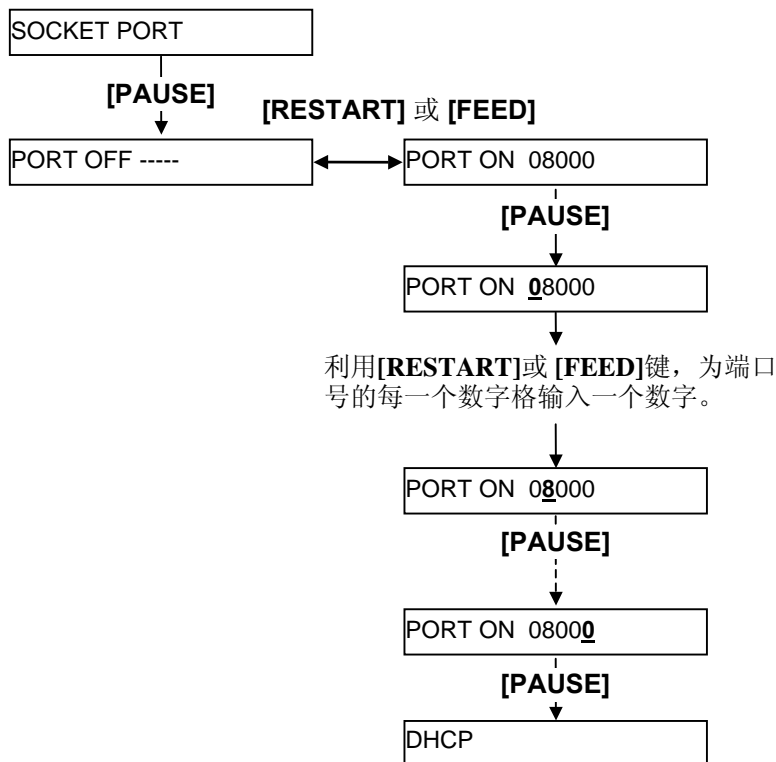 SOCKET PORT
[PAUSE]
[RESTART] 或 [FEED]
PORT OFF -----
PORT ON 08000
[PAUSE]
PORT ON 08000
利用[RESTART]或 [FEED]键，为端口
号的每一个数字格输入一个数字。
PORT ON 08000
[PAUSE]
PORT ON 08000
[PAUSE]
DHCP